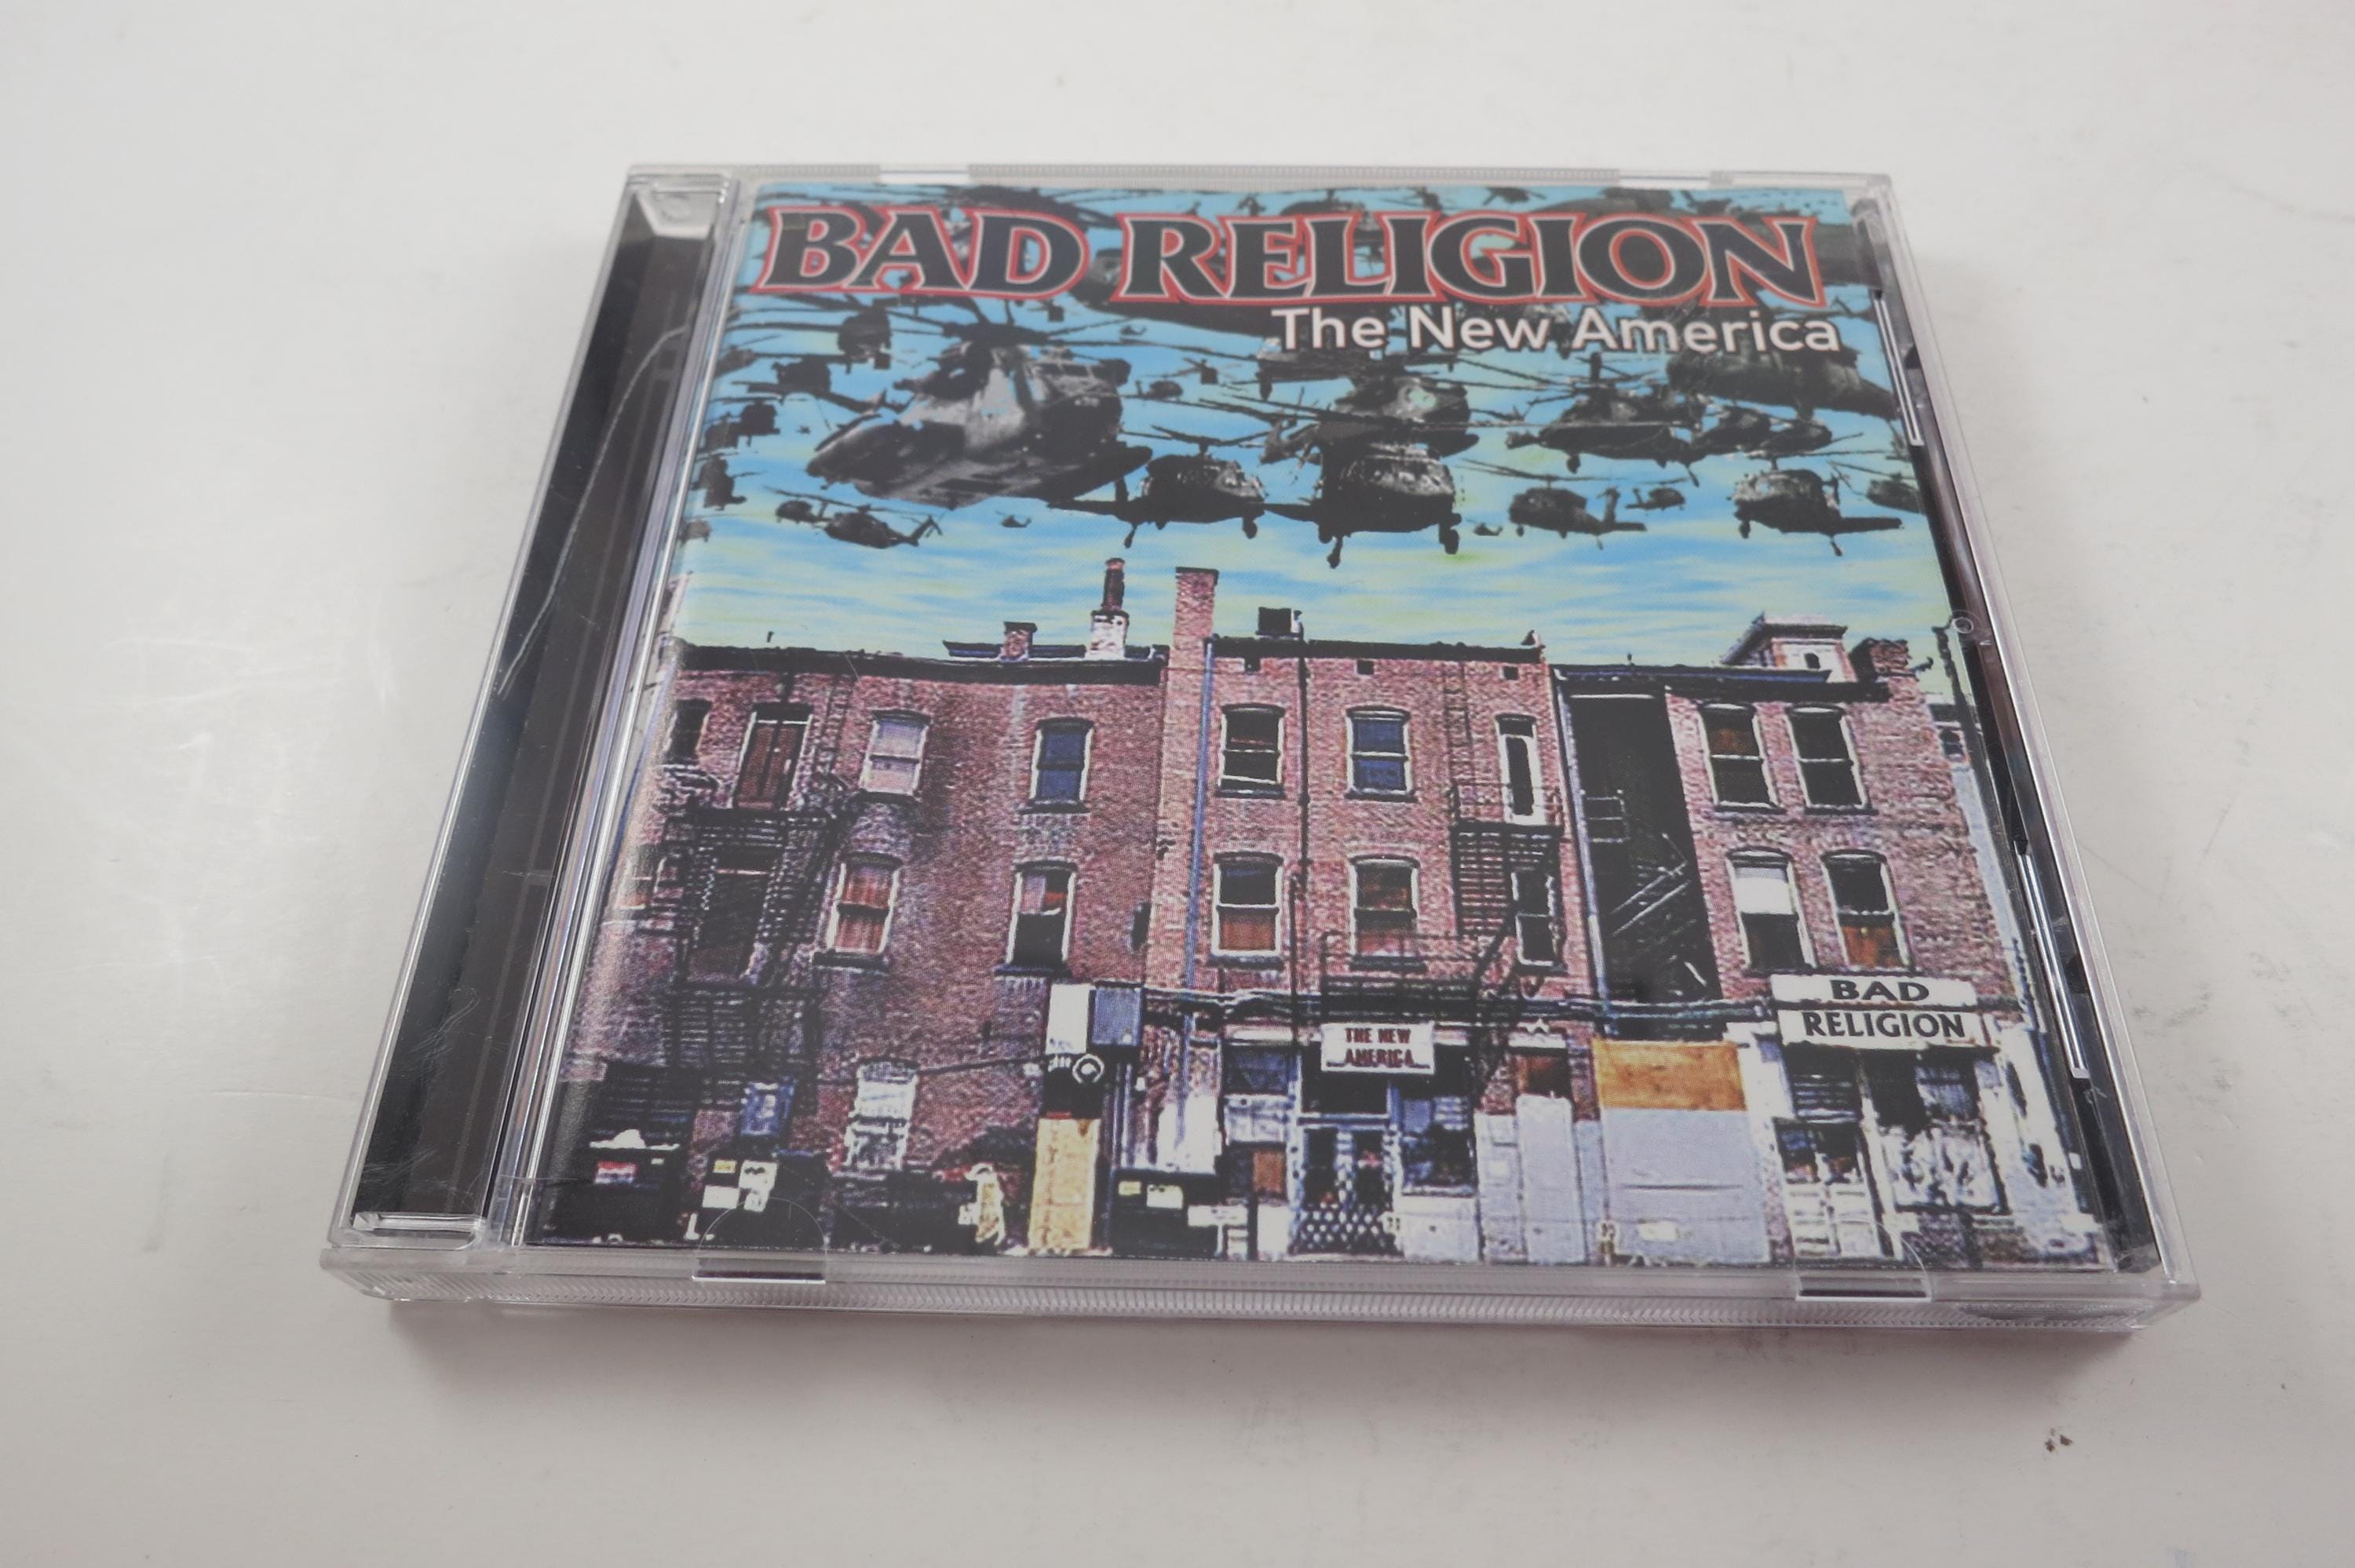 BAD RELIGION
The New America
BAD
RELIGION
THE NEW
AMERICA